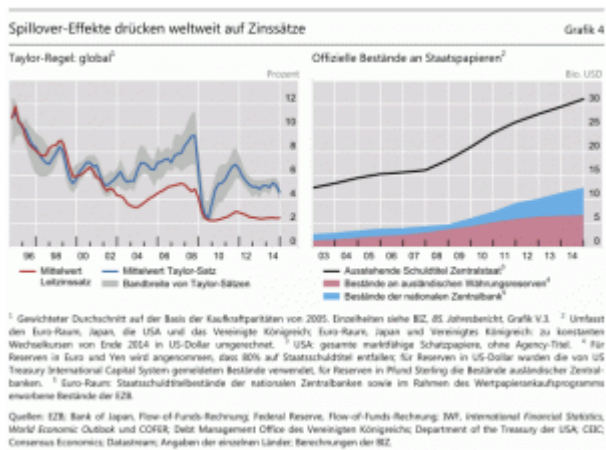 Spillover-Effekte drücken weltweit auf Zinssätze
Grafik 4
Taylor-Regel: global¹
Offizielle Bestände an Staatspapieren²
Prozent
Bio. USD
12
10
8
6
4
2
0
30
25
20
15
10
5
0
96 98 00 02 04 06 08 10 12 14
03 04 05 06 07 08 09 10 11 12 13 14
Mittelwert Leitzinssatz
Mittelwert Taylor-Satz
Bandbreite von Taylor-Sätzen
Ausstehende Schuldtitel Zentralstaat³
Bestände an ausländischen Währungsreserven⁴
Bestände der nationalen Zentralbank⁵
¹ Gewichteter Durchschnitt auf der Basis der Kaufkraftparitäten von 2005. Einzelheiten siehe BIZ, 85. Jahresbericht, Grafik V.3. ² Umfasst
den Euro-Raum, Japan, die USA und das Vereinigte Königreich; Euro-Raum, Japan und Vereinigtes Königreich: zu konstanten
Wechselkursen von Ende 2014 in US-Dollar umgerechnet. ³ USA: gesamte marktfähige Schatzpapiere, ohne Agency-Titel. ⁴ Für
Reserven in Euro und Yen wird angenommen, dass 80% auf Staatsschuldtitel entfallen; für Reserven in US-Dollar wurden die von US
Treasury International Capital System gemeldeten Bestände verwendet, für Reserven in Pfund Sterling die Bestände ausländischer Zentral-
banken. ⁵ Euro-Raum: Staatsschuldtitelbestände der nationalen Zentralbanken sowie im Rahmen des Wertpapierankaufsprogramms
erworbene Bestände der EZB.
Quellen: EZB; Bank of Japan, Flow-of-Funds-Rechnung; Federal Reserve, Flow-of-Funds-Rechnung; IWF, International Financial Statistics,
World Economic Outlook und COFER; Debt Management Office des Vereinigten Königreichs; Department of the Treasury der USA; CEIC;
Consensus Economics; Datastream; Angaben der einzelnen Länder; Berechnungen der BIZ.